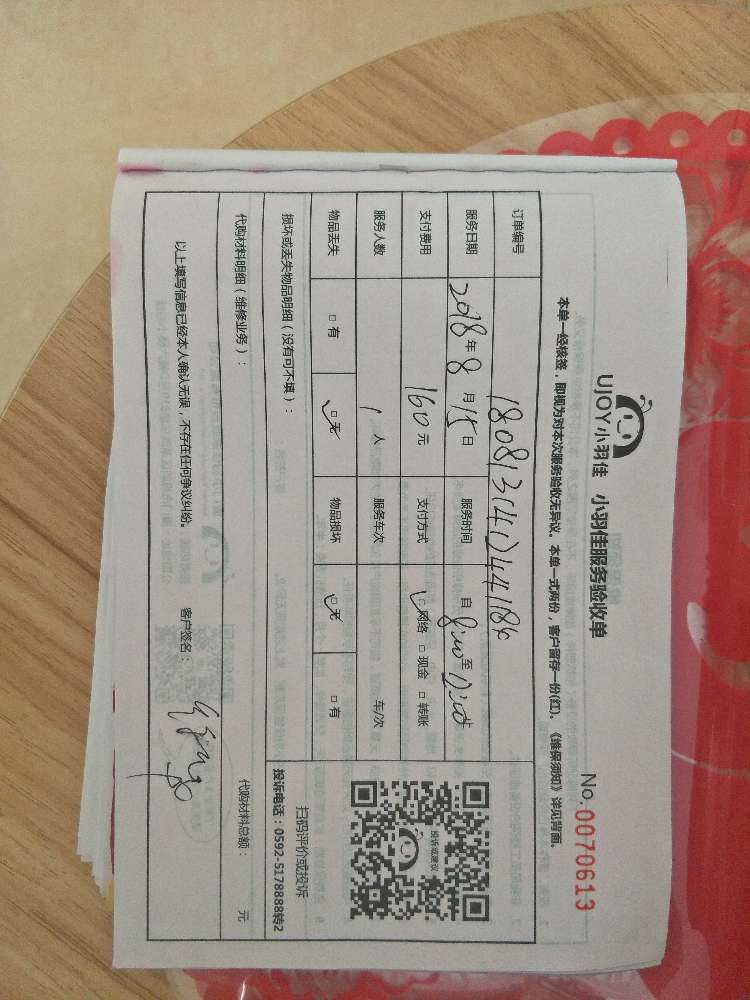 UJOY小羽佳 小羽佳服务验收单
No.0070613
本单一经核签，即视为对本次服务验收无异议。本单一式两份，客户留存一份(红)。《维保须知》详见背面。
订单编号 18081314124418
服务日期 2018年8月15日 服务时间 自8:00至12:00
支付费用 160元 支付方式 ☑网络 □现金 □转账
服务人数 1人 服务车次 车/次
物品丢失 □有 ☑无 物品损坏 ☑无 □有
投诉或建议
扫码评价或投诉
投诉电话：0592-5178888转2
损坏或丢失物品明细（没有可不填）：
代购材料明细（维修业务）： 代购材料总额： 元
以上填写信息已经本人确认无误，不存在任何争议纠纷。 客户签名：